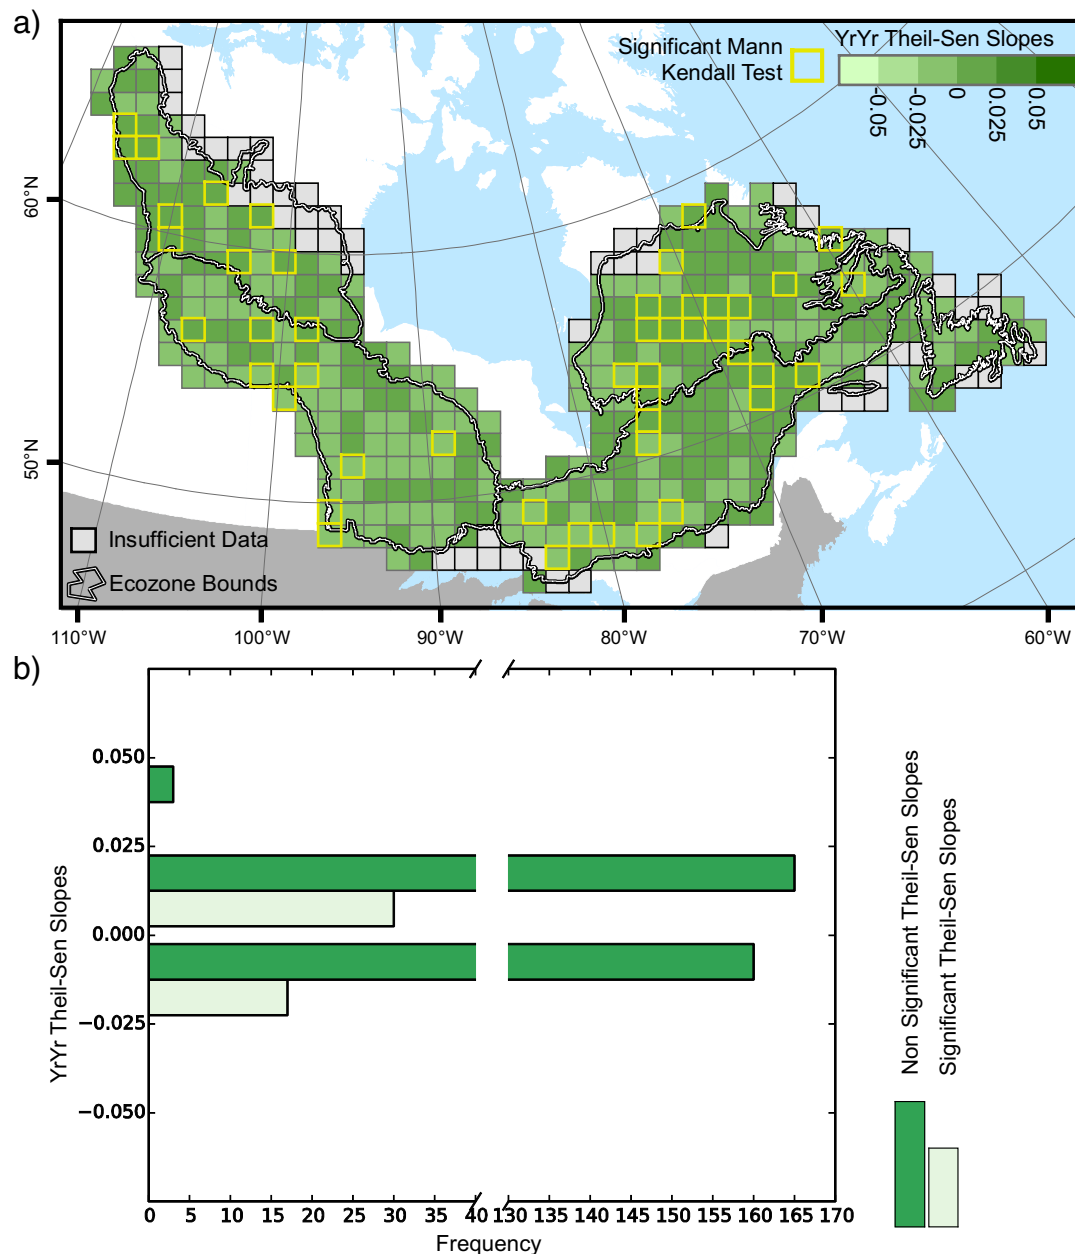 a)
Significant Mann
Kendall Test
YrYr Theil-Sen Slopes
-0.05
-0.025
0
0.025
0.05
60°N
50°N
Insufficient Data
Ecozone Bounds
110°W
100°W
90°W
80°W
70°W
60°W
b)
0.050
0.025
0.000
−0.025
−0.050
YrYr Theil-Sen Slopes
0 5 10 15 20 25 30 35 40 130 135 140 145 150 155 160 165 170
Frequency
Non Significant Theil-Sen Slopes
Significant Theil-Sen Slopes